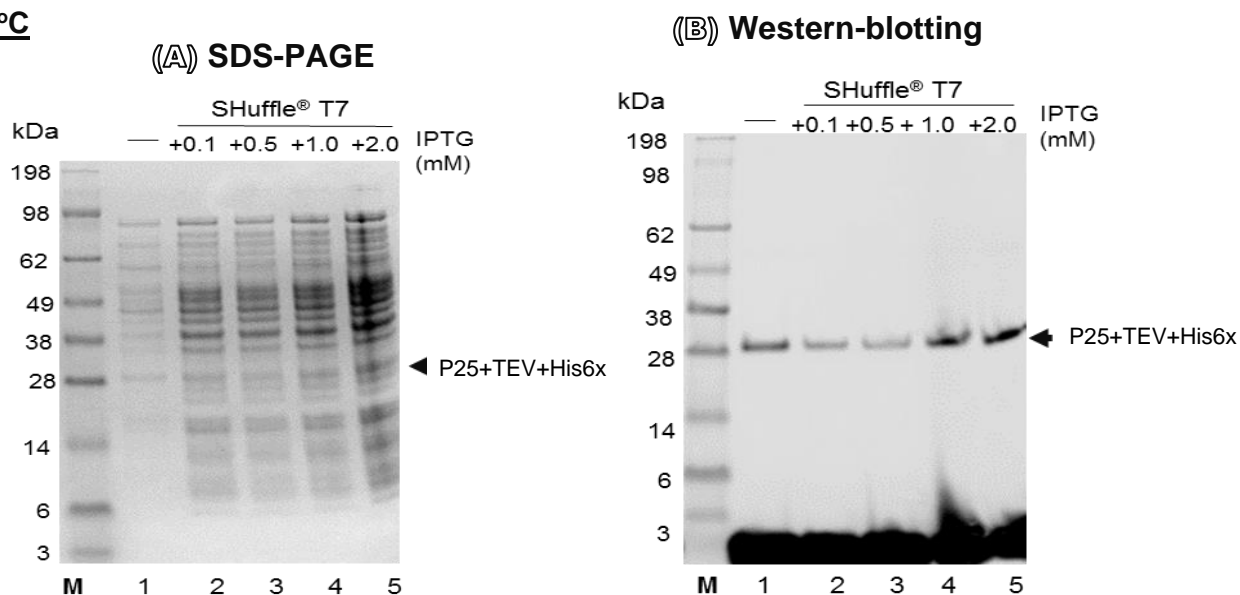 ºC
(A) SDS-PAGE
SHuffle® T7
kDa
— +0.1 +0.5 +1.0 +2.0
IPTG
(mM)
198
98
62
49
38
28
14
6
3
P25+TEV+His6x
M 1 2 3 4 5
(B) Western-blotting
SHuffle® T7
kDa
— +0.1 +0.5 + 1.0 +2.0
IPTG
(mM)
198
98
62
49
38
28
14
6
3
P25+TEV+His6x
M 1 2 3 4 5